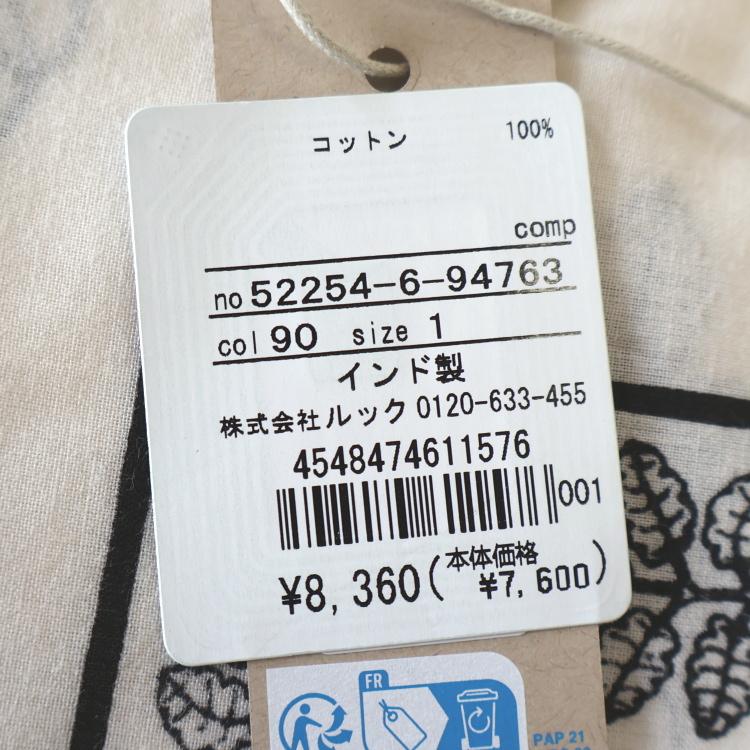 コットン 100%
comp
no 52254-6-94763
col 90 size 1
インド製
株式会社ルック 0120-633-455
4548474611576
001
¥8,360(本体価格 ¥7,600)
FR
PAP 21